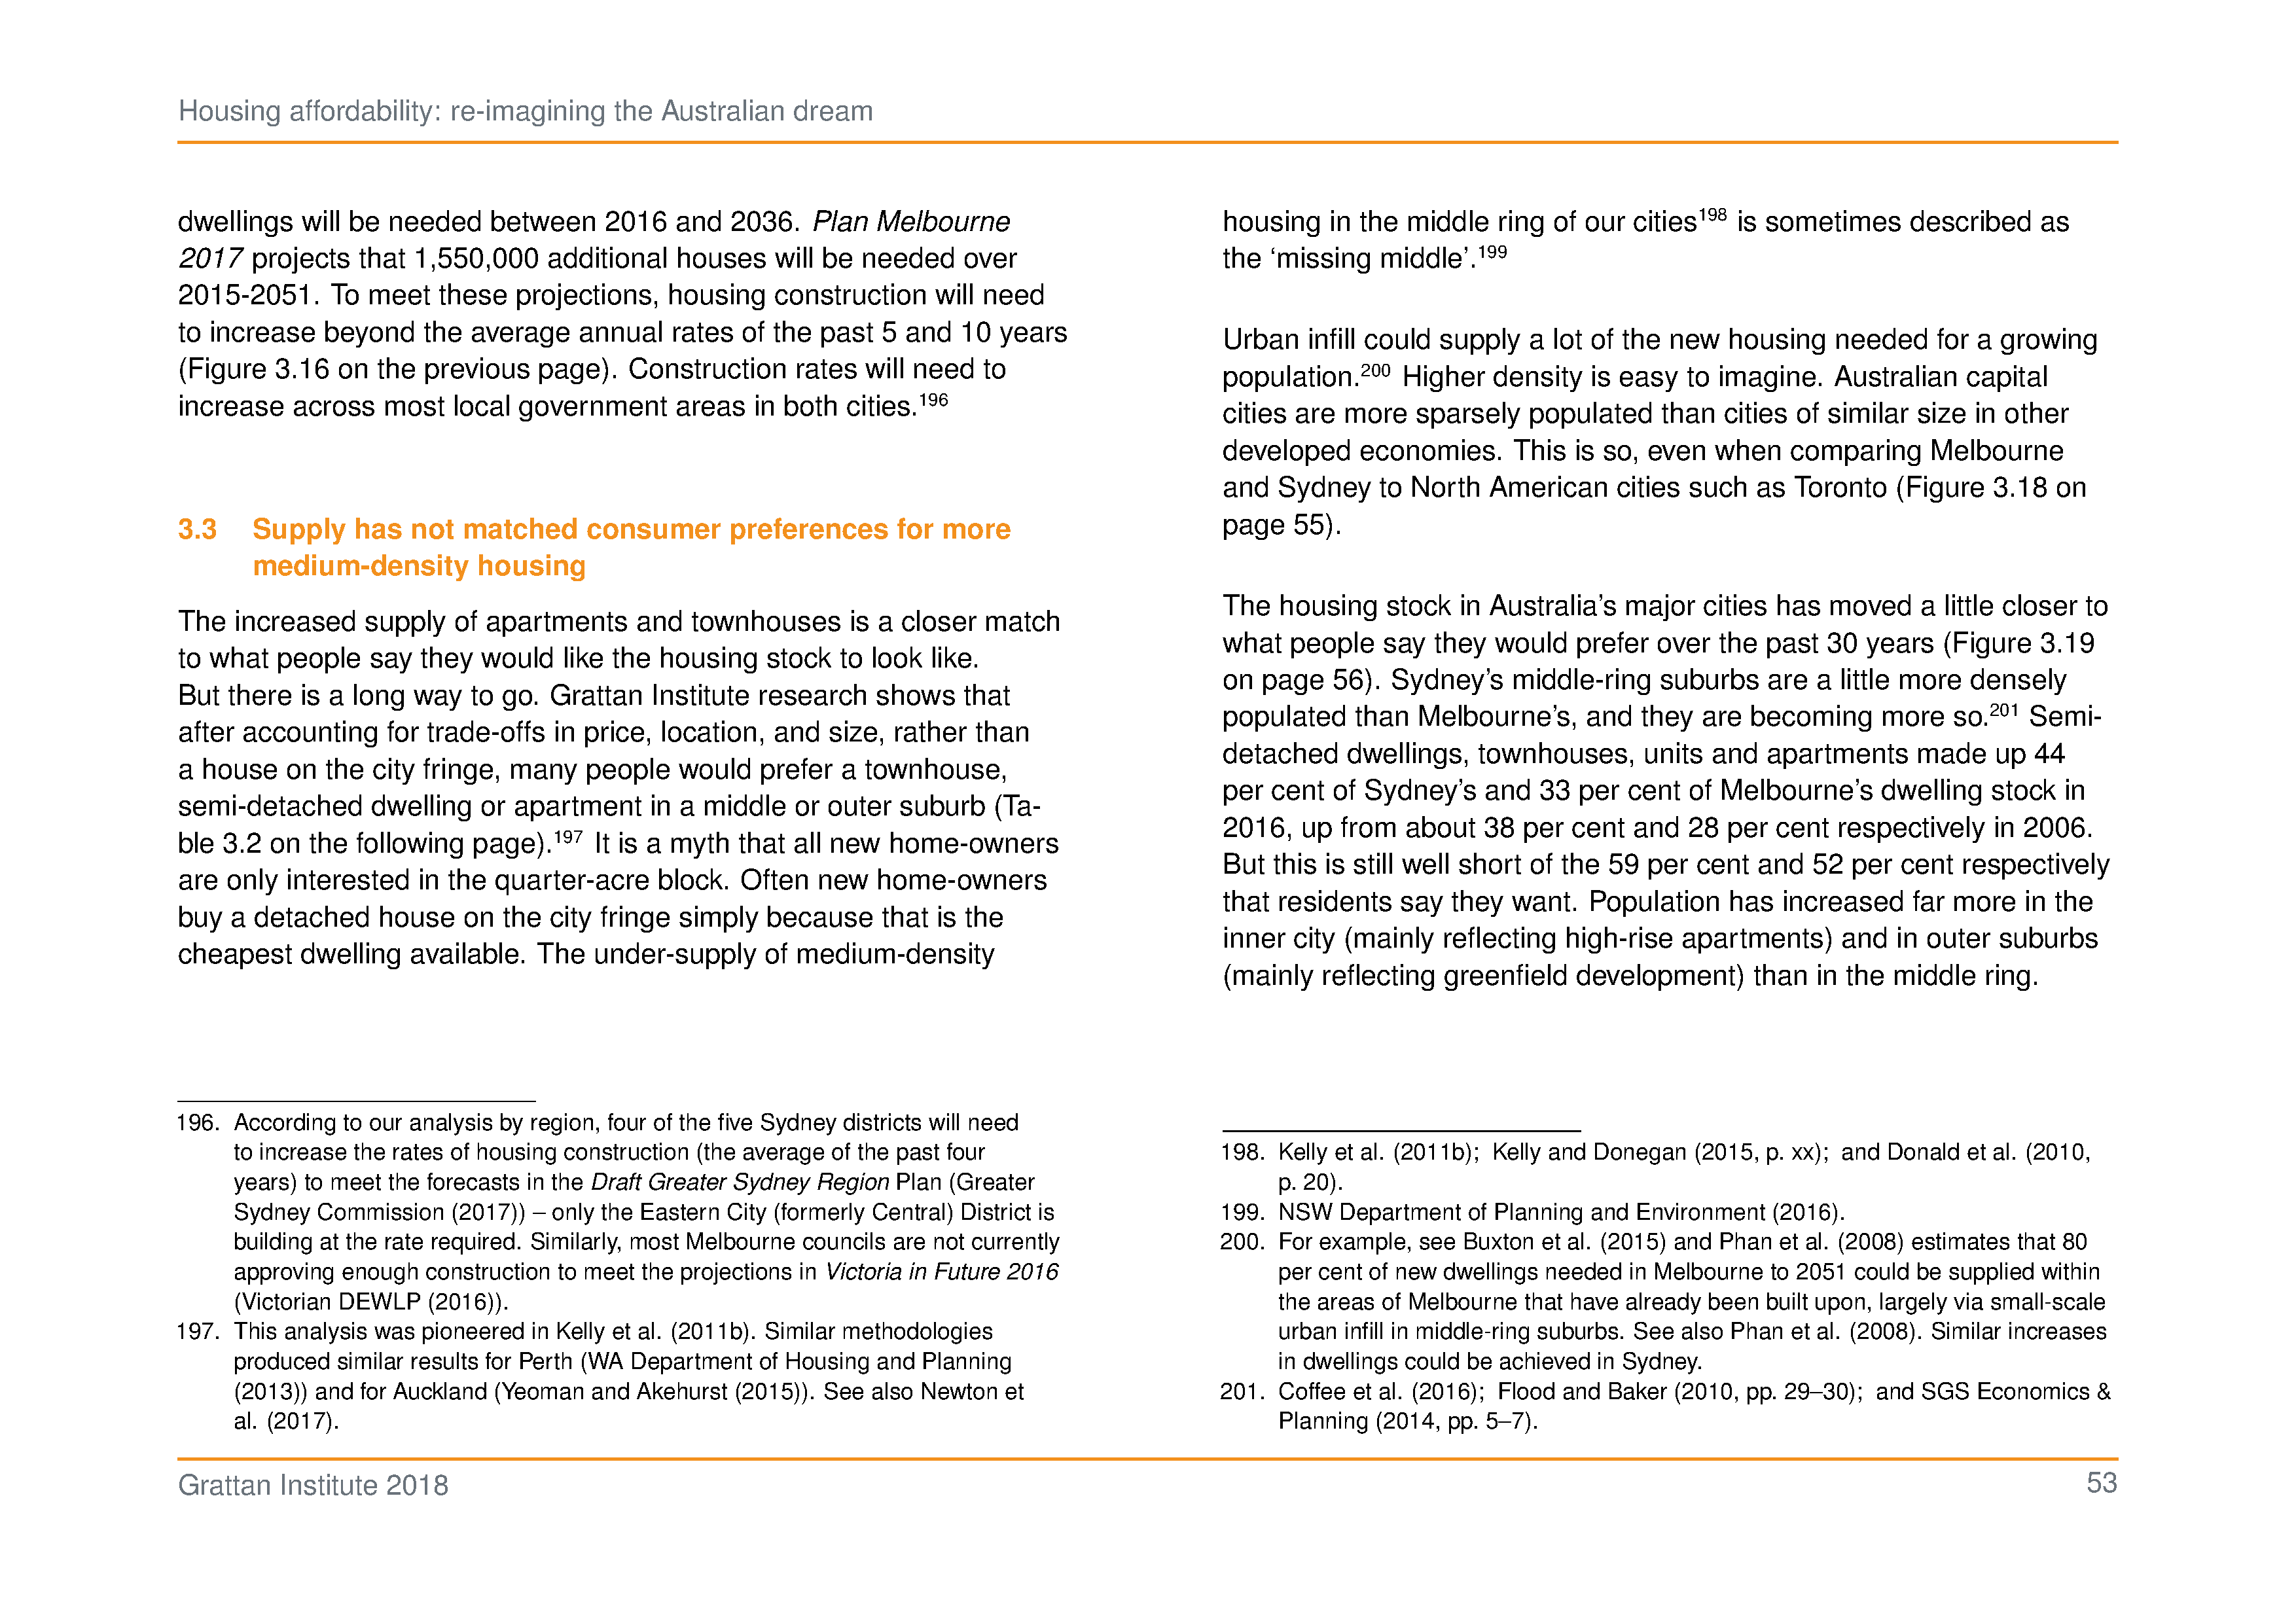 Housing affordability: re-imagining the Australian dream
dwellings will be needed between 2016 and 2036. Plan Melbourne
2017 projects that 1,550,000 additional houses will be needed over
2015-2051. To meet these projections, housing construction will need
to increase beyond the average annual rates of the past 5 and 10 years
(Figure 3.16 on the previous page). Construction rates will need to
increase across most local government areas in both cities.196
3.3 Supply has not matched consumer preferences for more
medium-density housing
The increased supply of apartments and townhouses is a closer match
to what people say they would like the housing stock to look like.
But there is a long way to go. Grattan Institute research shows that
after accounting for trade-offs in price, location, and size, rather than
a house on the city fringe, many people would prefer a townhouse,
semi-detached dwelling or apartment in a middle or outer suburb (Ta-
ble 3.2 on the following page).197 It is a myth that all new home-owners
are only interested in the quarter-acre block. Often new home-owners
buy a detached house on the city fringe simply because that is the
cheapest dwelling available. The under-supply of medium-density
196. According to our analysis by region, four of the five Sydney districts will need
to increase the rates of housing construction (the average of the past four
years) to meet the forecasts in the Draft Greater Sydney Region Plan (Greater
Sydney Commission (2017)) – only the Eastern City (formerly Central) District is
building at the rate required. Similarly, most Melbourne councils are not currently
approving enough construction to meet the projections in Victoria in Future 2016
(Victorian DEWLP (2016)).
197. This analysis was pioneered in Kelly et al. (2011b). Similar methodologies
produced similar results for Perth (WA Department of Housing and Planning
(2013)) and for Auckland (Yeoman and Akehurst (2015)). See also Newton et
al. (2017).
housing in the middle ring of our cities198 is sometimes described as
the ‘missing middle’.199
Urban infill could supply a lot of the new housing needed for a growing
population.200 Higher density is easy to imagine. Australian capital
cities are more sparsely populated than cities of similar size in other
developed economies. This is so, even when comparing Melbourne
and Sydney to North American cities such as Toronto (Figure 3.18 on
page 55).
The housing stock in Australia’s major cities has moved a little closer to
what people say they would prefer over the past 30 years (Figure 3.19
on page 56). Sydney’s middle-ring suburbs are a little more densely
populated than Melbourne’s, and they are becoming more so.201 Semi-
detached dwellings, townhouses, units and apartments made up 44
per cent of Sydney’s and 33 per cent of Melbourne’s dwelling stock in
2016, up from about 38 per cent and 28 per cent respectively in 2006.
But this is still well short of the 59 per cent and 52 per cent respectively
that residents say they want. Population has increased far more in the
inner city (mainly reflecting high-rise apartments) and in outer suburbs
(mainly reflecting greenfield development) than in the middle ring.
198. Kelly et al. (2011b); Kelly and Donegan (2015, p. xx); and Donald et al. (2010,
p. 20).
199. NSW Department of Planning and Environment (2016).
200. For example, see Buxton et al. (2015) and Phan et al. (2008) estimates that 80
per cent of new dwellings needed in Melbourne to 2051 could be supplied within
the areas of Melbourne that have already been built upon, largely via small-scale
urban infill in middle-ring suburbs. See also Phan et al. (2008). Similar increases
in dwellings could be achieved in Sydney.
201. Coffee et al. (2016); Flood and Baker (2010, pp. 29–30); and SGS Economics &
Planning (2014, pp. 5–7).
Grattan Institute 2018
53